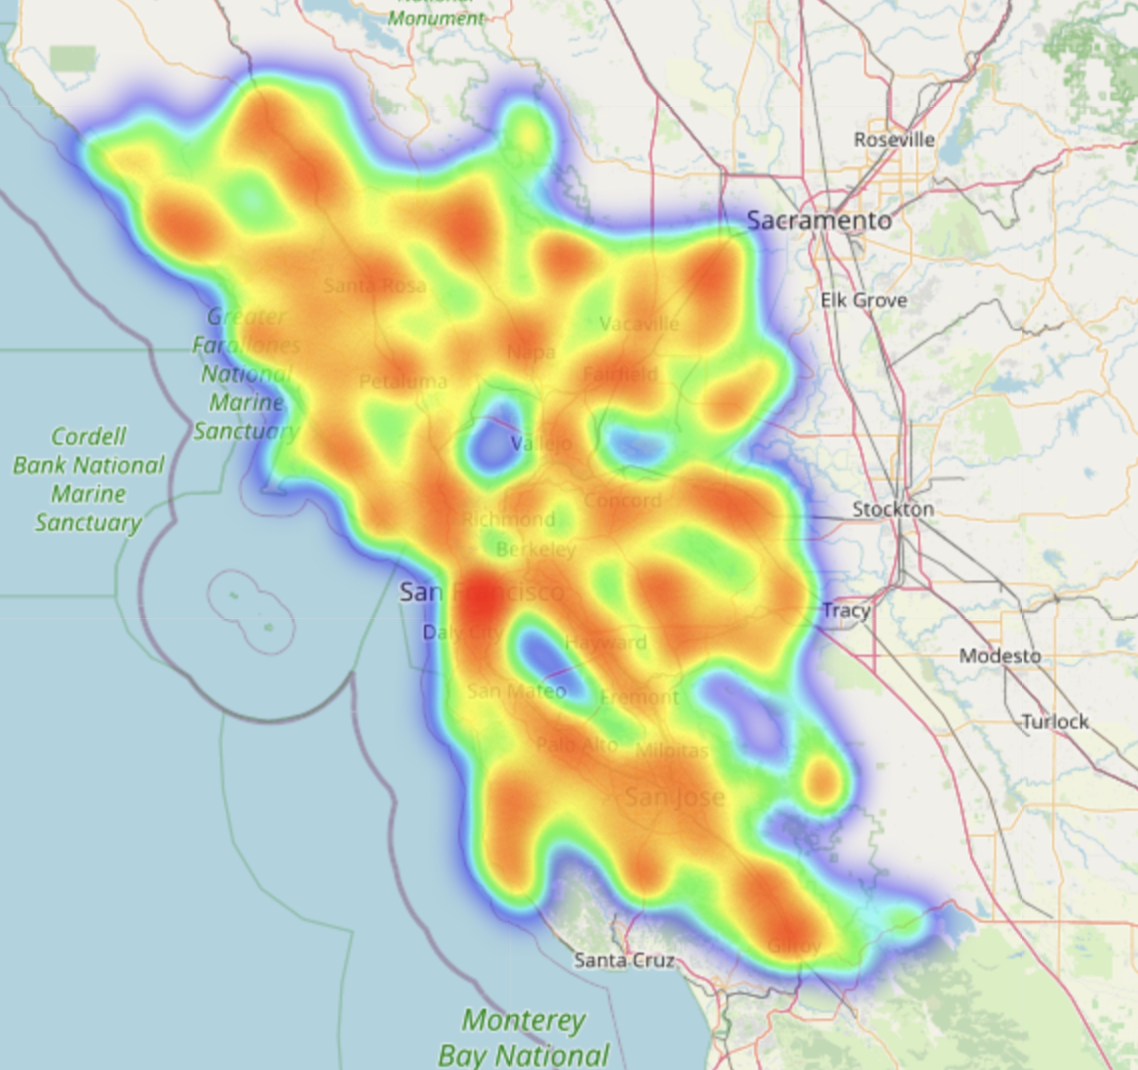 Monument
Roseville
Sacramento
Elk Grove
Santa Rosa
Greater
Farallones
National
Marine
Sanctuary
Vacaville
Napa
Fairfield
Petaluma
Cordell
Bank National
Marine
Sanctuary
Vallejo
Concord
Stockton
Richmond
Berkeley
San Francisco
Tracy
Daly City
Hayward
Modesto
San Mateo
Fremont
Turlock
Palo Alto
Milpitas
San Jose
Gilroy
Santa Cruz
Monterey
Bay National